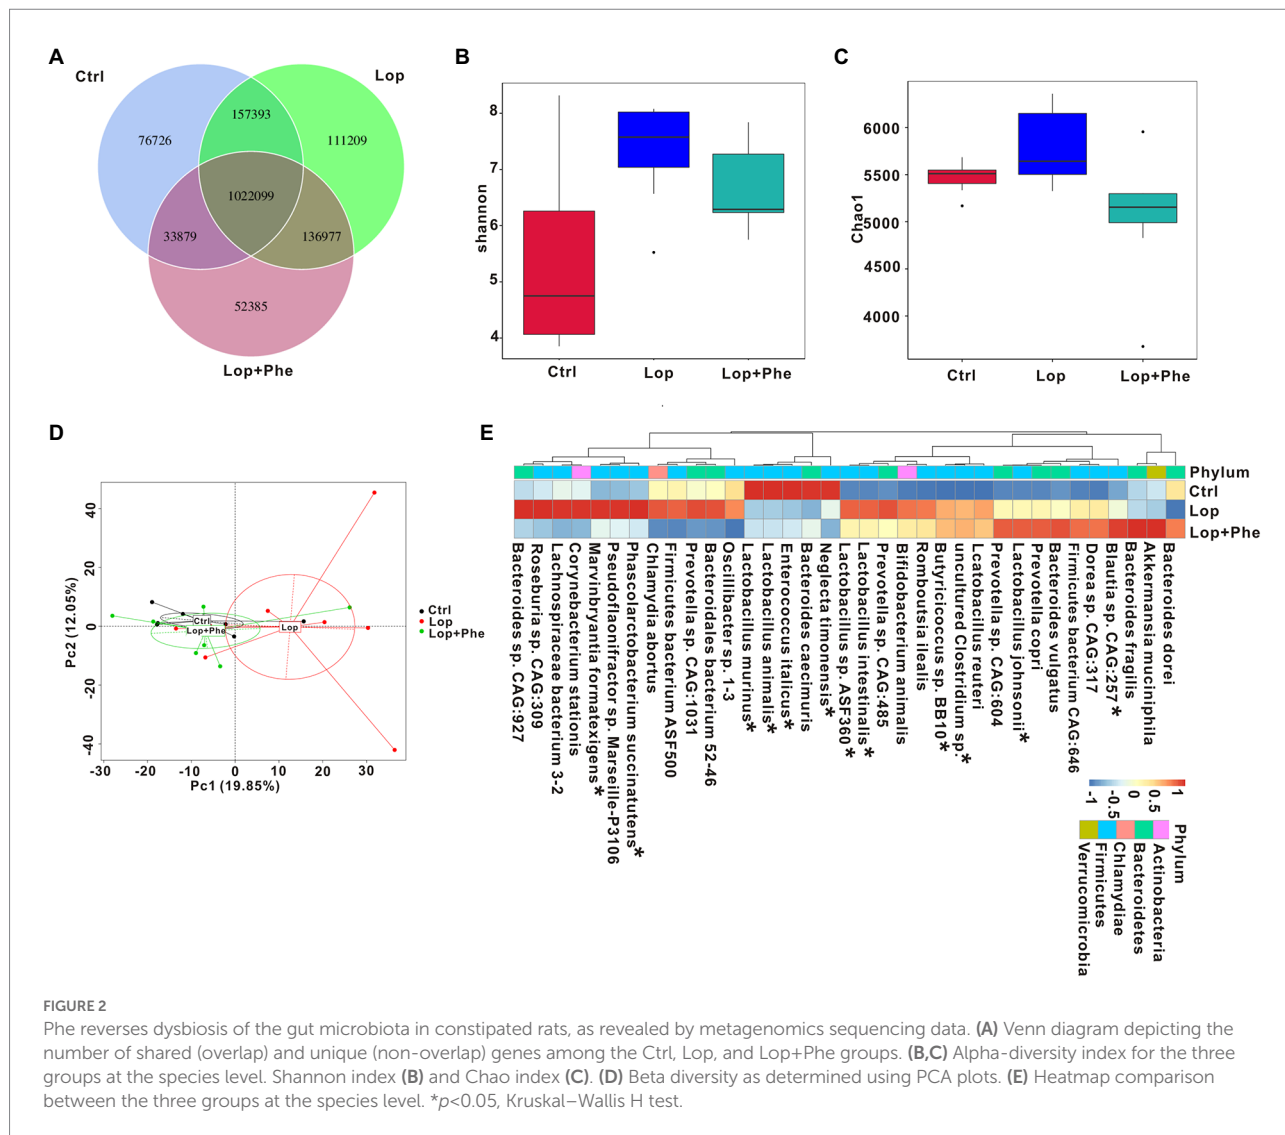 A
Ctrl
Lop
157393
76726
111209
1022099
33879
136977
52385
Lop+Phe
B
shannon
8
7
6
5
4
Ctrl
Lop
Lop+Phe
C
Chao1
6000
5500
5000
4500
4000
Ctrl
Lop
Lop+Phe
D
Pc2 (12.05%)
40
20
0
-20
-40
Ctrl
Lop+Phe
Lop
Ctrl
Lop
Lop+Phe
-30
-20
-10
0
10
20
30
Pc1 (19.85%)
E
Phylum
Ctrl
Lop
Lop+Phe
Bacteroides sp. CAG:927
Roseburia sp. CAG:309
Lachnospiraceae bacterium 3-2
Corynebacterium stationis
Marvinbryantia formatexigens*
Pseudoflaonifractor sp. Marseille-P3106
Phascolarctobacterium succinatutens*
Chlamydia abortus
Firmicutes bacterium ASF500
Prevotella sp. CAG:1031
Bacteroidales bacterium 52-46
Oscillibacter sp. 1-3
Lactobacillus murinus*
Lactobacillus animalis*
Enterococcus italicus*
Bacteroides caecimuris
Neglecta timonensis*
Lactobacillus sp. ASF360*
Lactobacillus intestinalis*
Prevotella sp. CAG:485
Bifidobacterium animalis
Romboutsia ilealis
Butyricicoccus sp. BB10*
uncultured Clostridium sp.*
Lcatobacillus reuteri
Prevotella sp. CAG:604
Lactobacillus johnsonii*
Prevotella copri
Bacteroides vulgatus
Firmicutes bacterium CAG:646
Dorea sp. CAG:317
Blautia sp. CAG:257*
Bacteroides fragilis
Akkermansia muciniphila
Bacteroides dorei
1
0.5
0
-0.5
-1
Phylum
Actinobacteria
Bacteroidetes
Chlamydiae
Firmicutes
Verrucomicrobia
FIGURE 2
Phe reverses dysbiosis of the gut microbiota in constipated rats, as revealed by metagenomics sequencing data. (A) Venn diagram depicting the
number of shared (overlap) and unique (non-overlap) genes among the Ctrl, Lop, and Lop+Phe groups. (B,C) Alpha-diversity index for the three
groups at the species level. Shannon index (B) and Chao index (C). (D) Beta diversity as determined using PCA plots. (E) Heatmap comparison
between the three groups at the species level. *p<0.05, Kruskal–Wallis H test.